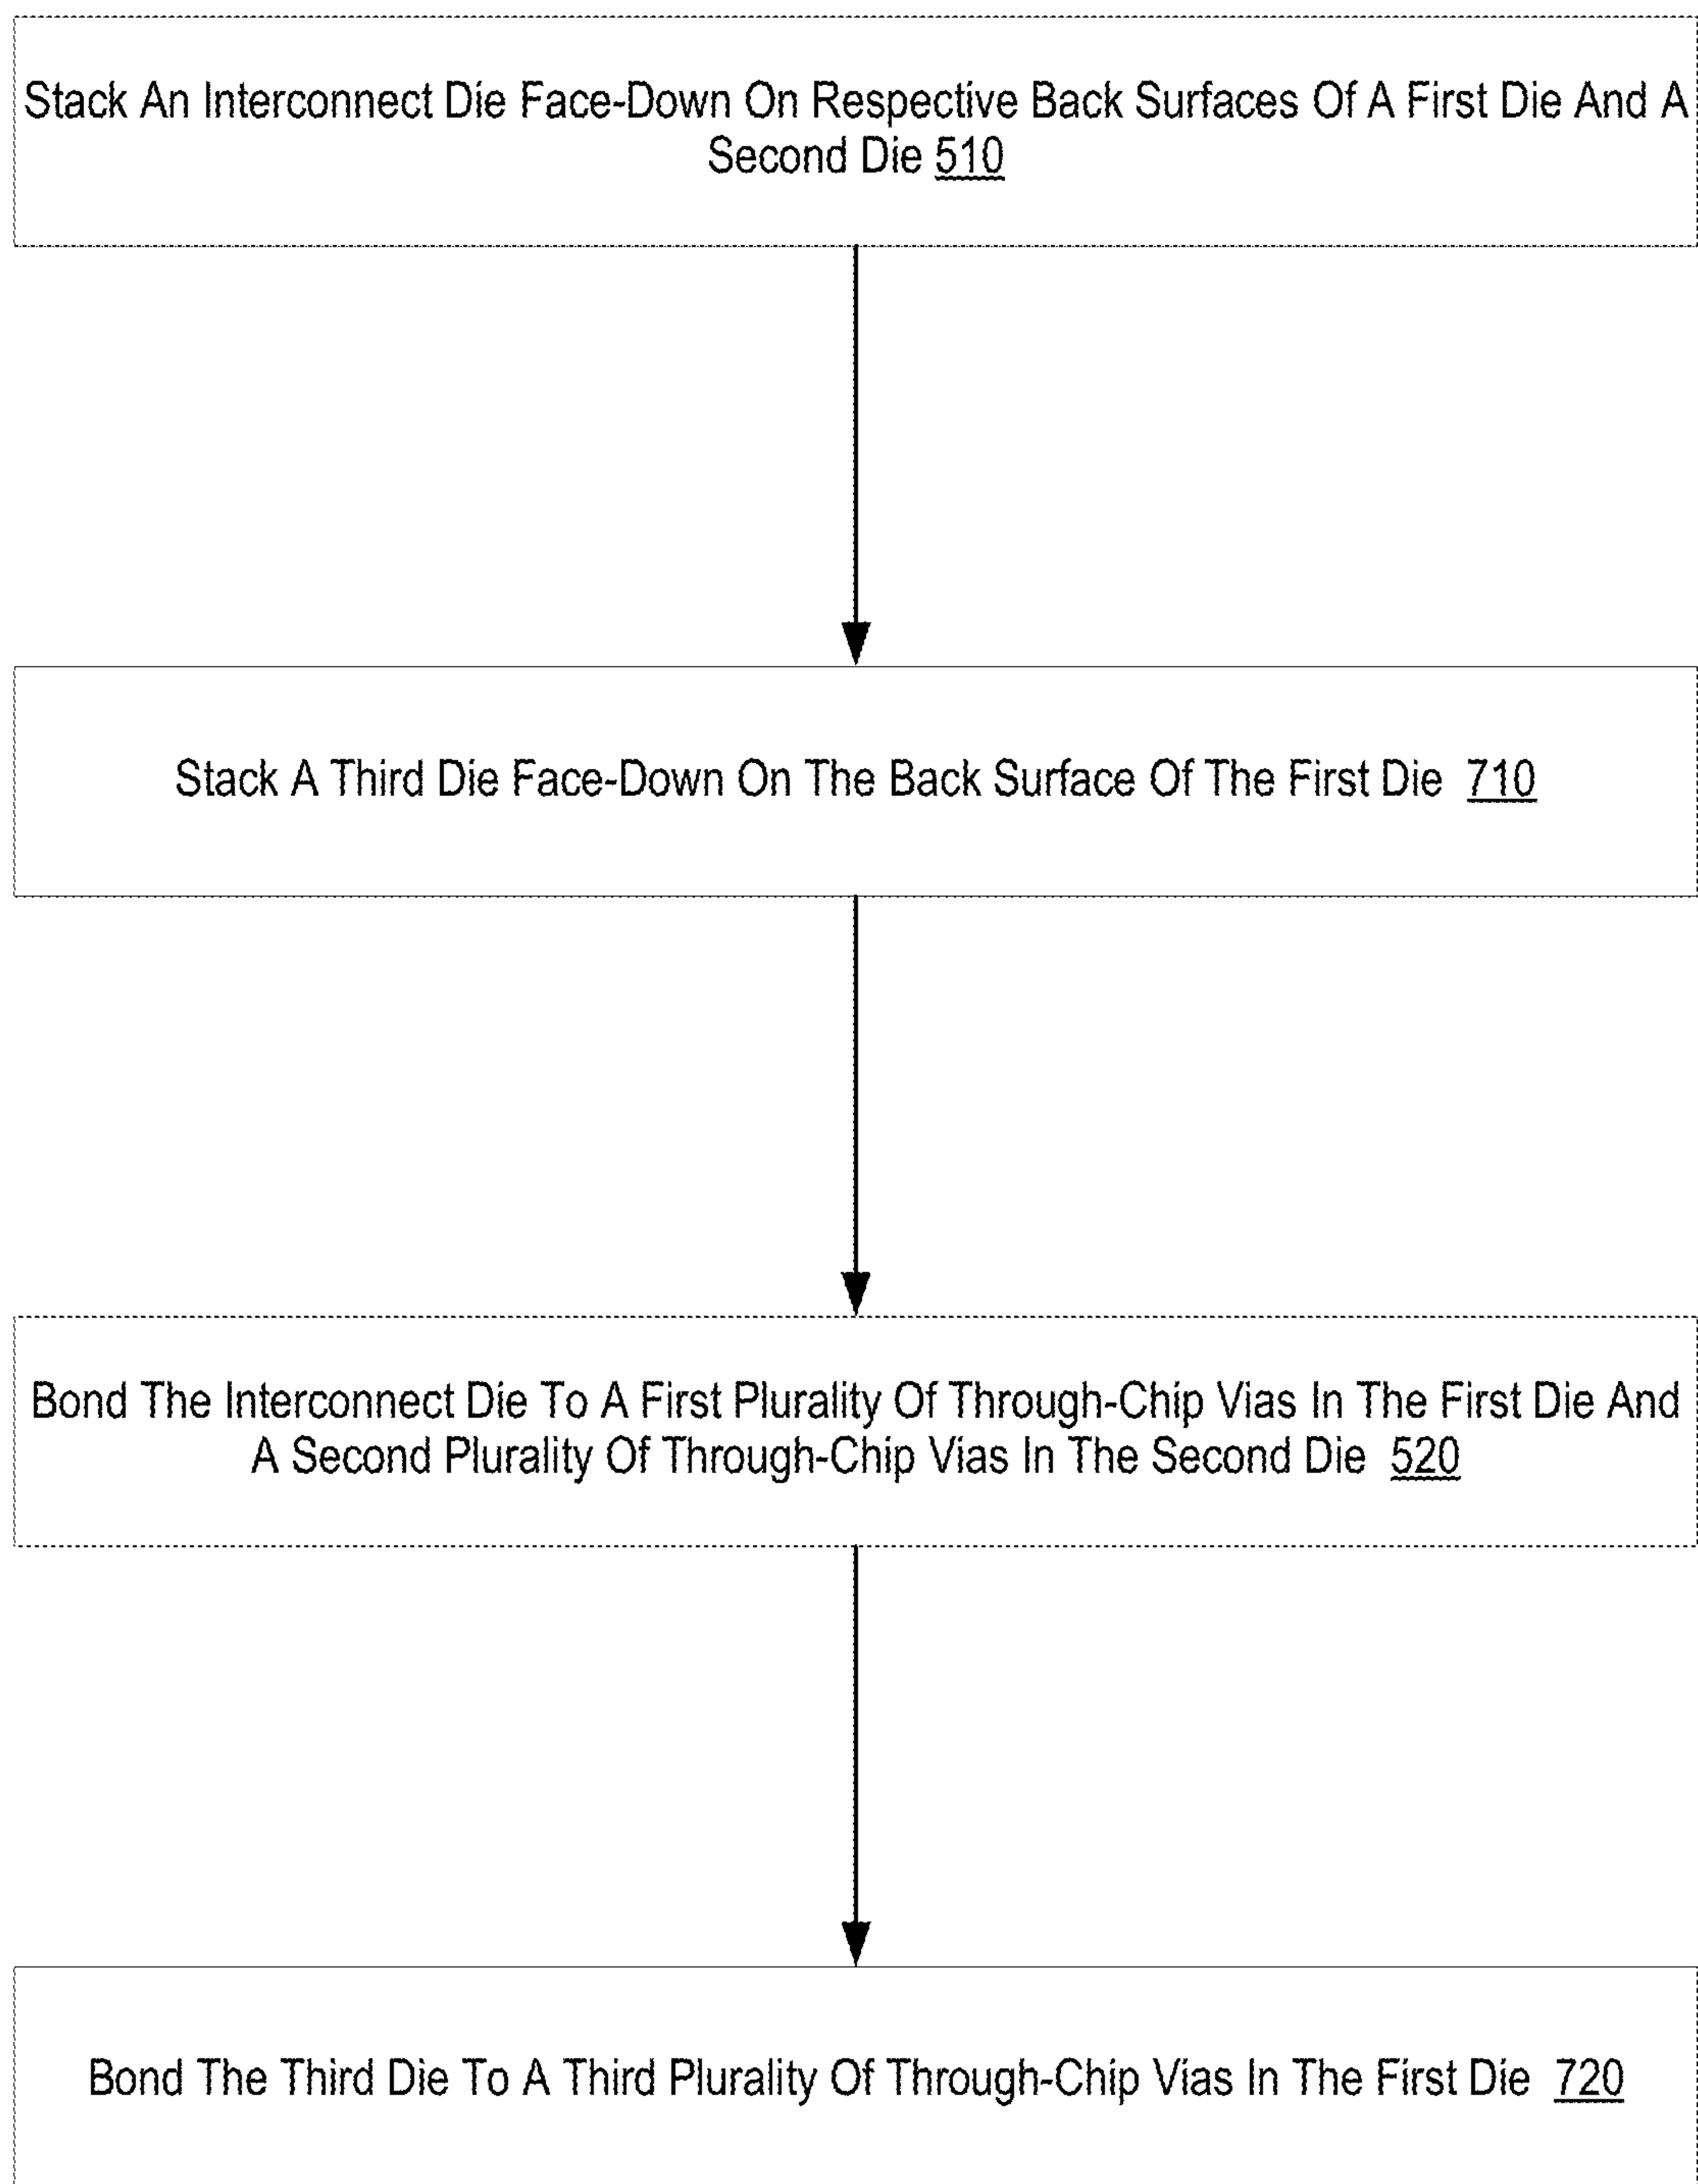 Stack An Interconnect Die Face-Down On Respective Back Surfaces Of A First Die And A
Second Die 510
Stack A Third Die Face-Down On The Back Surface Of The First Die 710
Bond The Interconnect Die To A First Plurality Of Through-Chip Vias In The First Die And
A Second Plurality Of Through-Chip Vias In The Second Die 520
Bond The Third Die To A Third Plurality Of Through-Chip Vias In The First Die 720